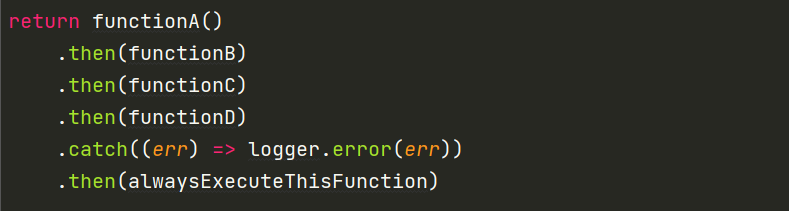 return functionA()
    .then(functionB)
    .then(functionC)
    .then(functionD)
    .catch((err) => logger.error(err))
    .then(alwaysExecuteThisFunction)